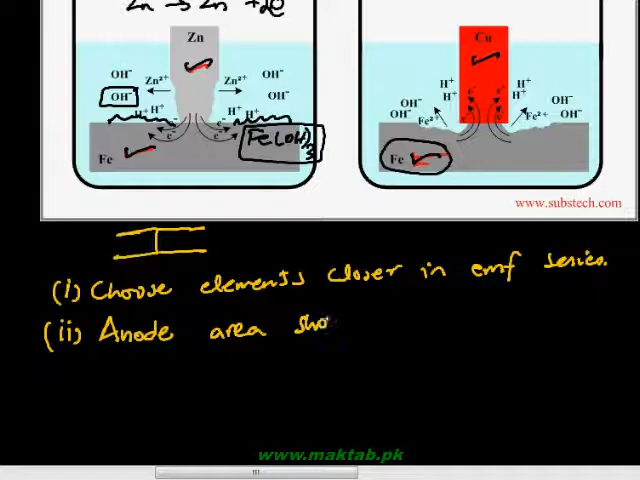 Zn → Zn²⁺ + 2e
Zn
OH⁻ Zn²⁺ Zn²⁺ OH⁻
OH⁻ H⁺ H⁺ H⁺ H⁺ OH⁻
e⁻ e⁻
Fe Fe(OH)3
Cu
H⁺ H⁺
H⁺ e⁻ e⁻ H⁺
OH⁻ OH⁻ Fe²⁺ Fe²⁺ OH⁻ OH⁻
Fe
www.substech.com
(i) Choose elements closer in emf series.
(ii) Anode area sho
www.maktab.pk